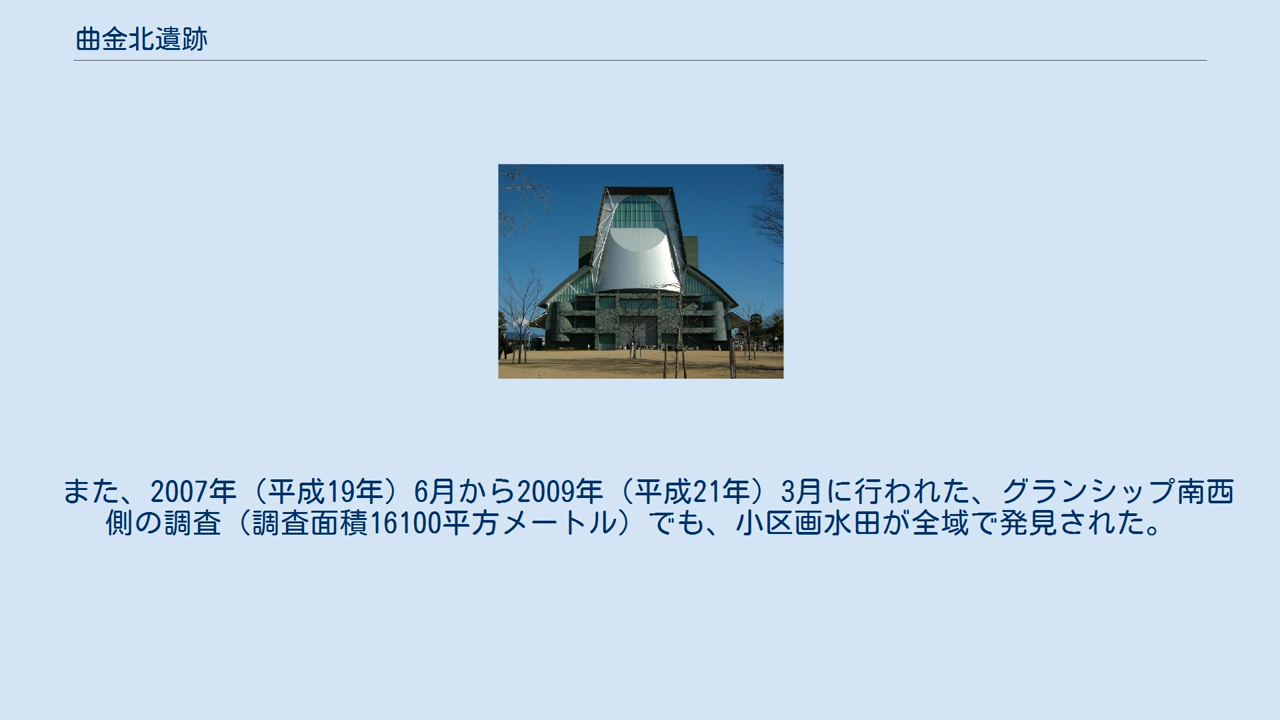 曲金北遺跡
また、2007年（平成19年）6月から2009年（平成21年）3月に行われた、グランシップ南西
側の調査（調査面積16100平方メートル）でも、小区画水田が全域で発見された。